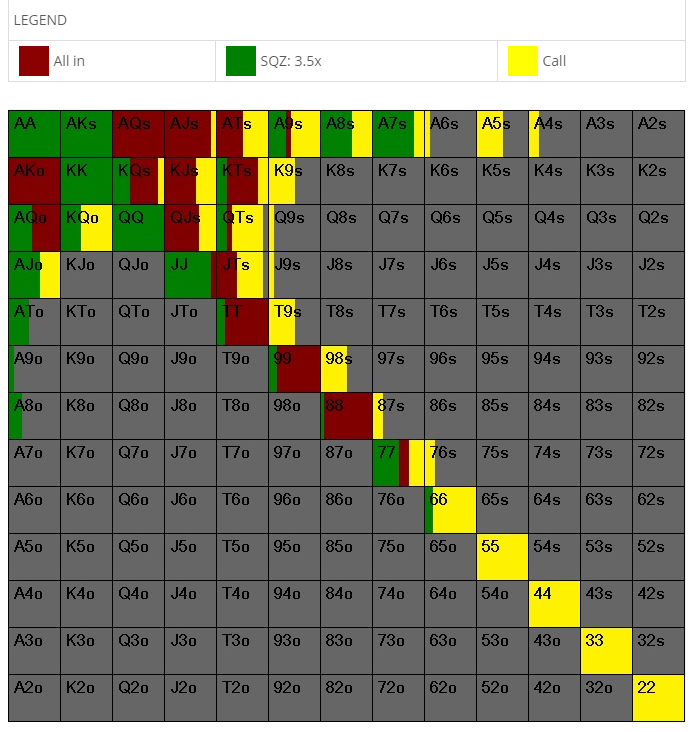 LEGEND
All in SQZ: 3.5x Call
AA AKs AQs AJs ATs A9s A8s A7s A6s A5s A4s A3s A2s
AKo KK KQs KJs KTs K9s K8s K7s K6s K5s K4s K3s K2s
AQo KQo QQ QJs QTs Q9s Q8s Q7s Q6s Q5s Q4s Q3s Q2s
AJo KJo QJo JJ JTs J9s J8s J7s J6s J5s J4s J3s J2s
ATo KTo QTo JTo TT T9s T8s T7s T6s T5s T4s T3s T2s
A9o K9o Q9o J9o T9o 99 98s 97s 96s 95s 94s 93s 92s
A8o K8o Q8o J8o T8o 98o 88 87s 86s 85s 84s 83s 82s
A7o K7o Q7o J7o T7o 97o 87o 77 76s 75s 74s 73s 72s
A6o K6o Q6o J6o T6o 96o 86o 76o 66 65s 64s 63s 62s
A5o K5o Q5o J5o T5o 95o 85o 75o 65o 55 54s 53s 52s
A4o K4o Q4o J4o T4o 94o 84o 74o 64o 54o 44 43s 42s
A3o K3o Q3o J3o T3o 93o 83o 73o 63o 53o 43o 33 32s
A2o K2o Q2o J2o T2o 92o 82o 72o 62o 52o 42o 32o 22